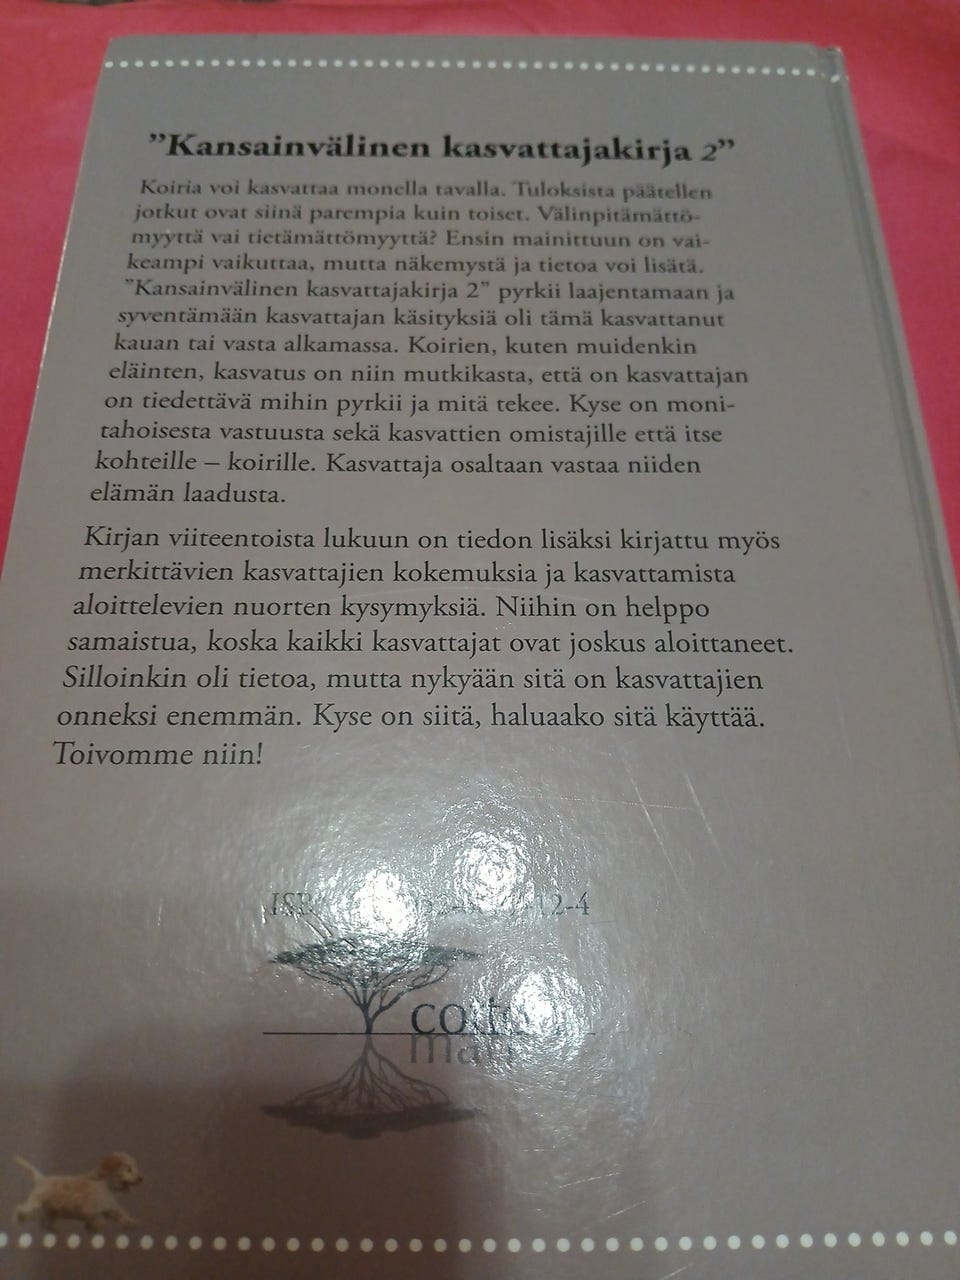 ”Kansainvälinen kasvattajakirja 2”
Koiria voi kasvattaa monella tavalla. Tuloksista päätellen
jotkut ovat siinä parempia kuin toiset. Välinpitämättö-
myyttä vai tietämättömyyttä? Ensin mainittuun on vai-
keampi vaikuttaa, mutta näkemystä ja tietoa voi lisätä.
”Kansainvälinen kasvattajakirja 2” pyrkii laajentamaan ja
syventämään kasvattajan käsityksiä oli tämä kasvattanut
kauan tai vasta alkamassa. Koirien, kuten muidenkin
eläinten, kasvatus on niin mutkikasta, että on kasvattajan
on tiedettävä mihin pyrkii ja mitä tekee. Kyse on moni-
tahoisesta vastuusta sekä kasvattien omistajille että itse
kohteille – koirille. Kasvattaja osaltaan vastaa niiden
elämän laadusta.
Kirjan viiteentoista lukuun on tiedon lisäksi kirjattu myös
merkittävien kasvattajien kokemuksia ja kasvattamista
aloittelevien nuorten kysymyksiä. Niihin on helppo
samaistua, koska kaikki kasvattajat ovat joskus aloittaneet.
Silloinkin oli tietoa, mutta nykyään sitä on kasvattajien
onneksi enemmän. Kyse on siitä, haluaako sitä käyttää.
Toivomme niin!